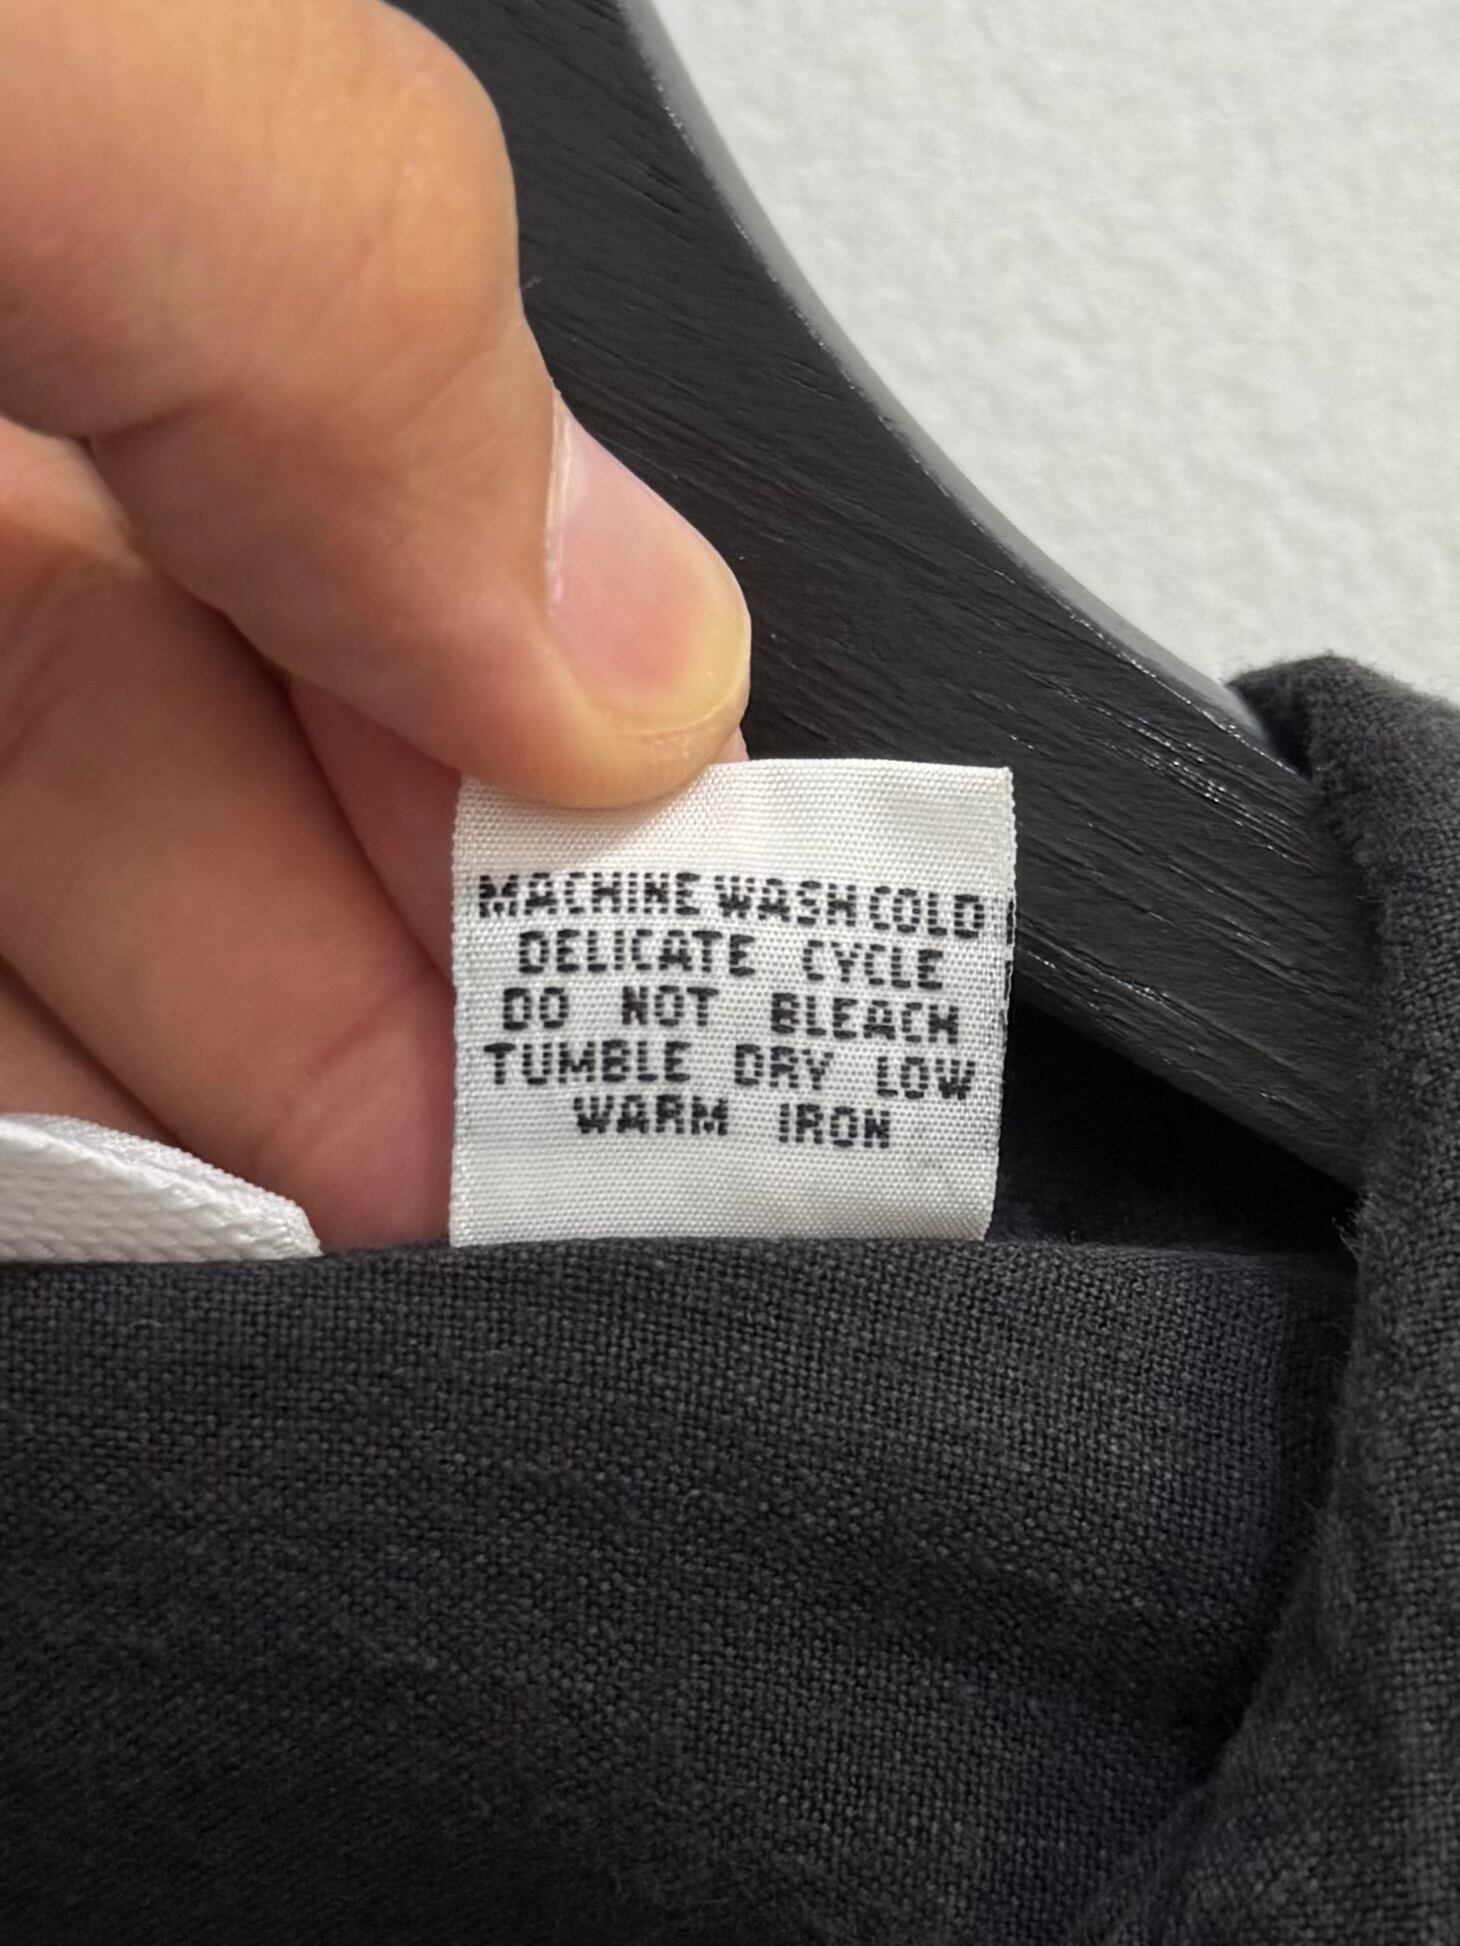 MACHINE WASH COLD
DELICATE CYCLE
DO NOT BLEACH
TUMBLE DRY LOW
WARM IRON